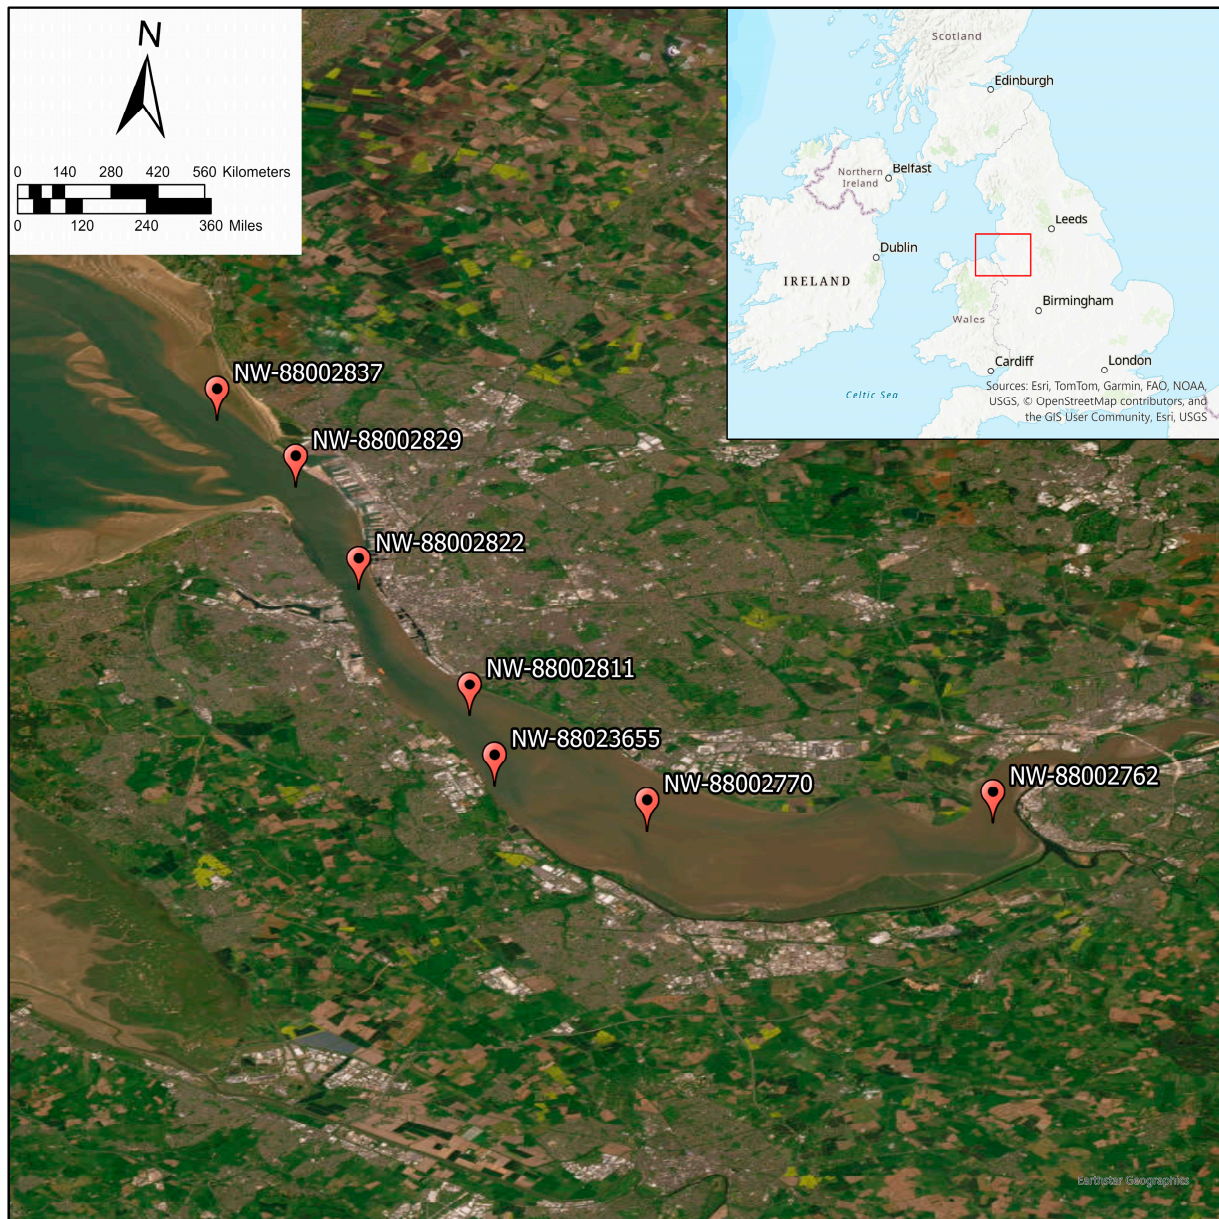 N
0 140 280 420 560 Kilometers
0 120 240 360 Miles
Scotland
Edinburgh
Northern
Ireland
Belfast
Leeds
Dublin
IRELAND
Birmingham
Wales
Cardiff
London
Celtic Sea
Sources: Esri, TomTom, Garmin, FAO, NOAA,
USGS, © OpenStreetMap contributors, and
the GIS User Community, Esri, USGS
NW-88002837
NW-88002829
NW-88002822
NW-88002811
NW-88023655
NW-88002770
NW-88002762
Earthstar Geographics